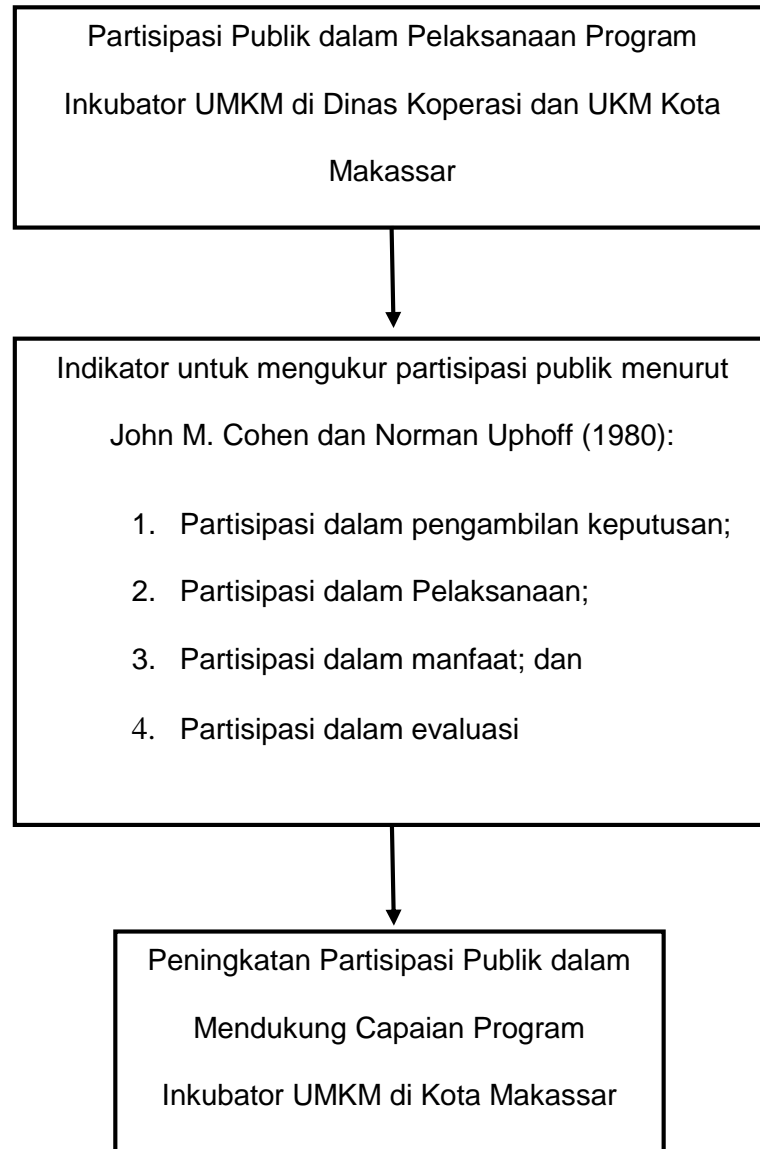 Partisipasi Publik dalam Pelaksanaan Program
Inkubator UMKM di Dinas Koperasi dan UKM Kota
Makassar
Indikator untuk mengukur partisipasi publik menurut
John M. Cohen dan Norman Uphoff (1980):
1. Partisipasi dalam pengambilan keputusan;
2. Partisipasi dalam Pelaksanaan;
3. Partisipasi dalam manfaat; dan
4. Partisipasi dalam evaluasi
Peningkatan Partisipasi Publik dalam
Mendukung Capaian Program
Inkubator UMKM di Kota Makassar